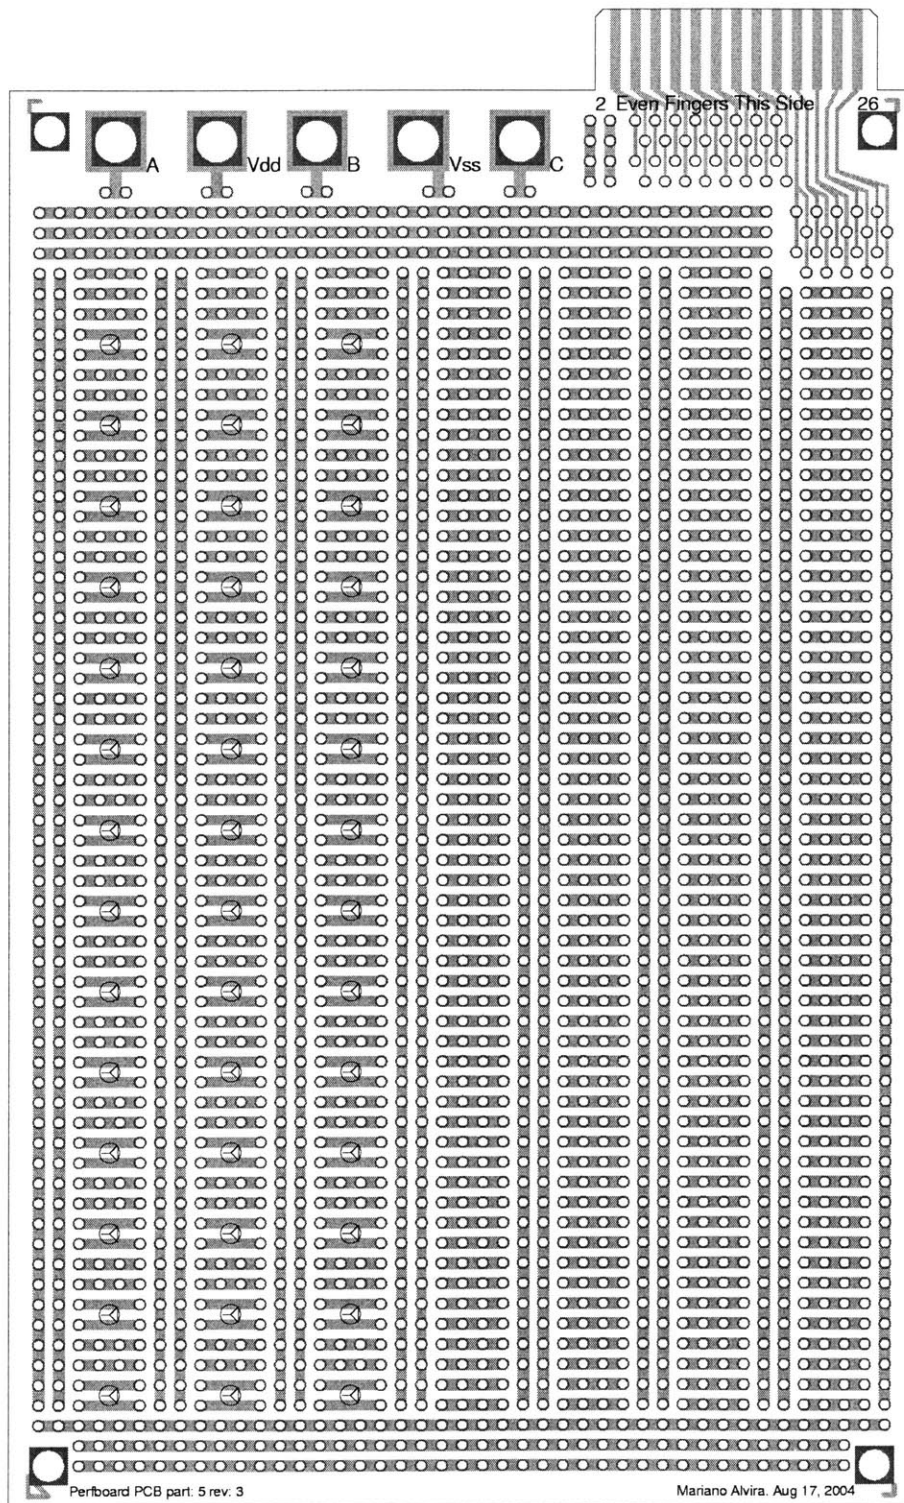 2 Even Fingers This Side 26
A Vdd B Vss C
Perfboard PCB part: 5 rev: 3 Mariano Alvira. Aug 17, 2004